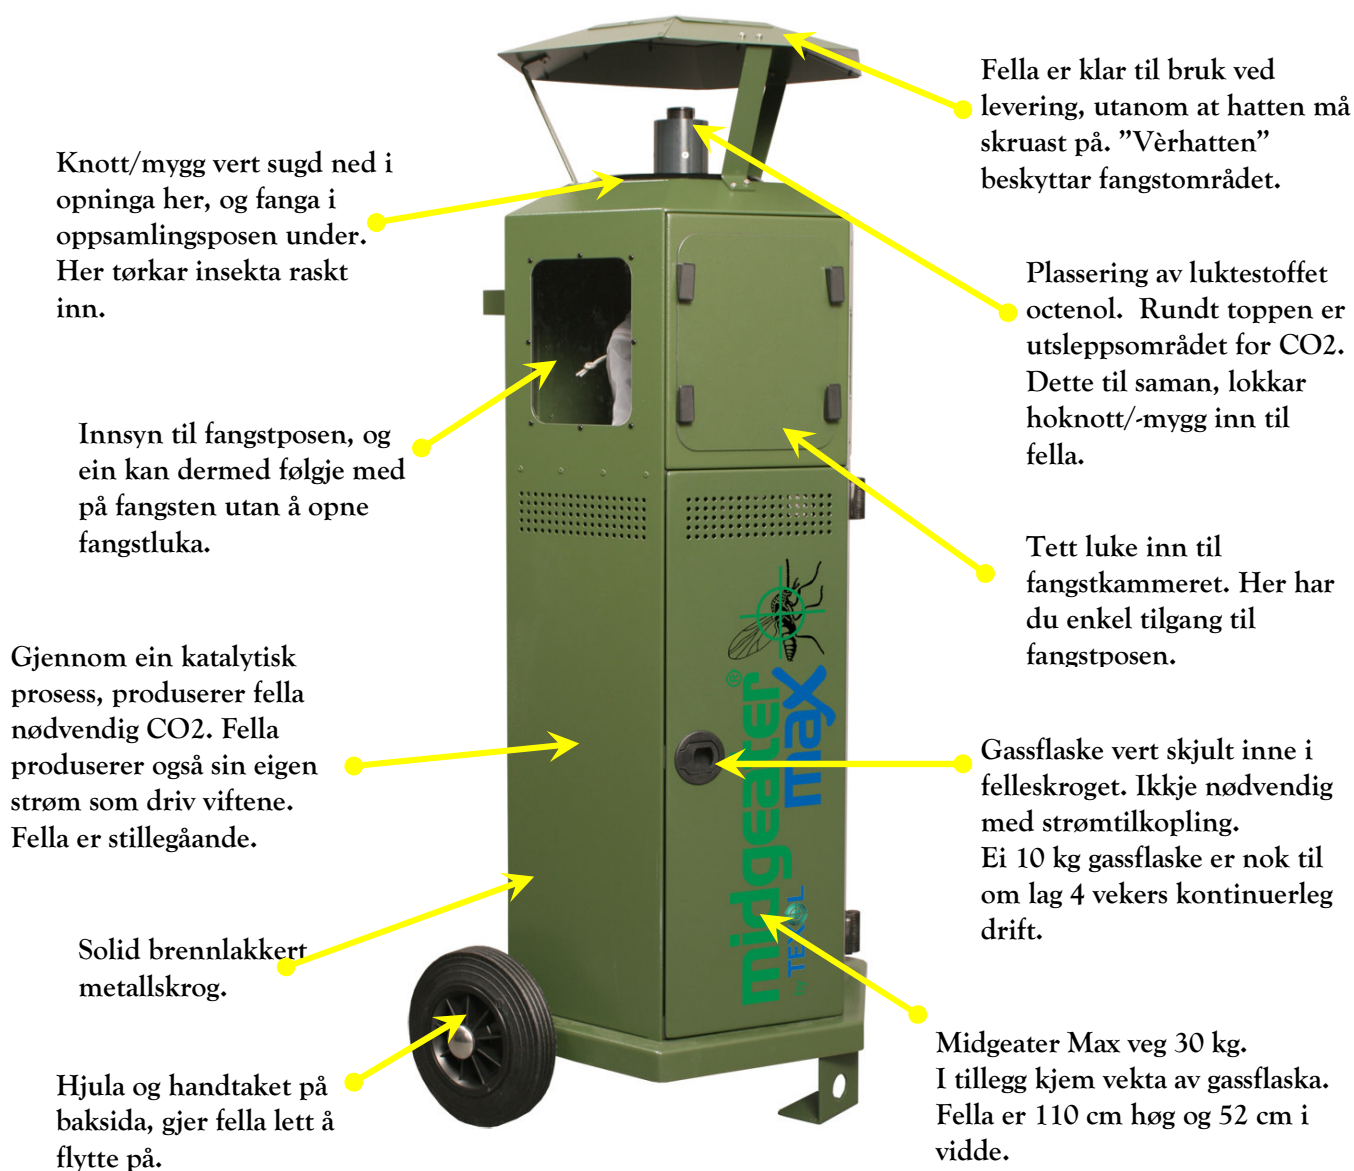 Fella er klar til bruk ved
levering, utanom at hatten må
skruast på. ”Vèrhatten”
beskyttar fangstområdet.
Knott/mygg vert sugd ned i
opninga her, og fanga i
oppsamlingsposen under.
Her tørkar insekta raskt
inn.
Plassering av luktestoffet
octenol. Rundt toppen er
utsleppsområdet for CO2.
Dette til saman, lokkar
hoknott/-mygg inn til
fella.
Innsyn til fangstposen, og
ein kan dermed følgje med
på fangsten utan å opne
fangstluka.
Tett luke inn til
fangstkammeret. Her har
du enkel tilgang til
fangstposen.
Gjennom ein katalytisk
prosess, produserer fella
nødvendig CO2. Fella
produserer også sin eigen
strøm som driv viftene.
Fella er stillegåande.
midgeater®
max
by TEXOL
Gassflaske vert skjult inne i
felleskroget. Ikkje nødvendig
med strømtilkopling.
Ei 10 kg gassflaske er nok til
om lag 4 vekers kontinuerleg
drift.
Solid brennlakkert
metallskrog.
Hjula og handtaket på
baksida, gjer fella lett å
flytte på.
Midgeater Max veg 30 kg.
I tillegg kjem vekta av gassflaska.
Fella er 110 cm høg og 52 cm i
vidde.